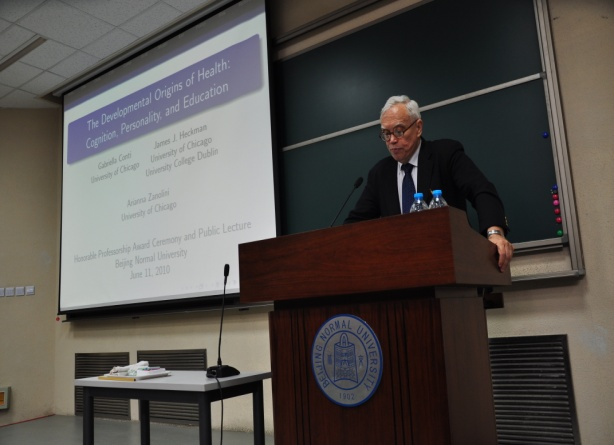 The Developmental Origins of Health:
Cognition, Personality, and Education
Gabriella Conti
University of Chicago
James J. Heckman
University of Chicago
University College Dublin
Arianna Zanolini
University of Chicago
Honorable Professorship Award Ceremony and Public Lecture
Beijing Normal University
June 11, 2010
BEIJING NORMAL UNIVERSITY
1902